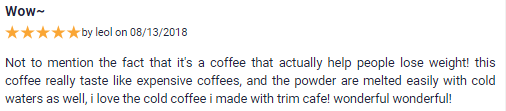 Wow~
by leol on 08/13/2018
Not to mention the fact that it's a coffee that actually help people lose weight! this
coffee really taste like expensive coffees, and the powder are melted easily with cold
waters as well, i love the cold coffee i made with trim cafe! wonderful wonderful!